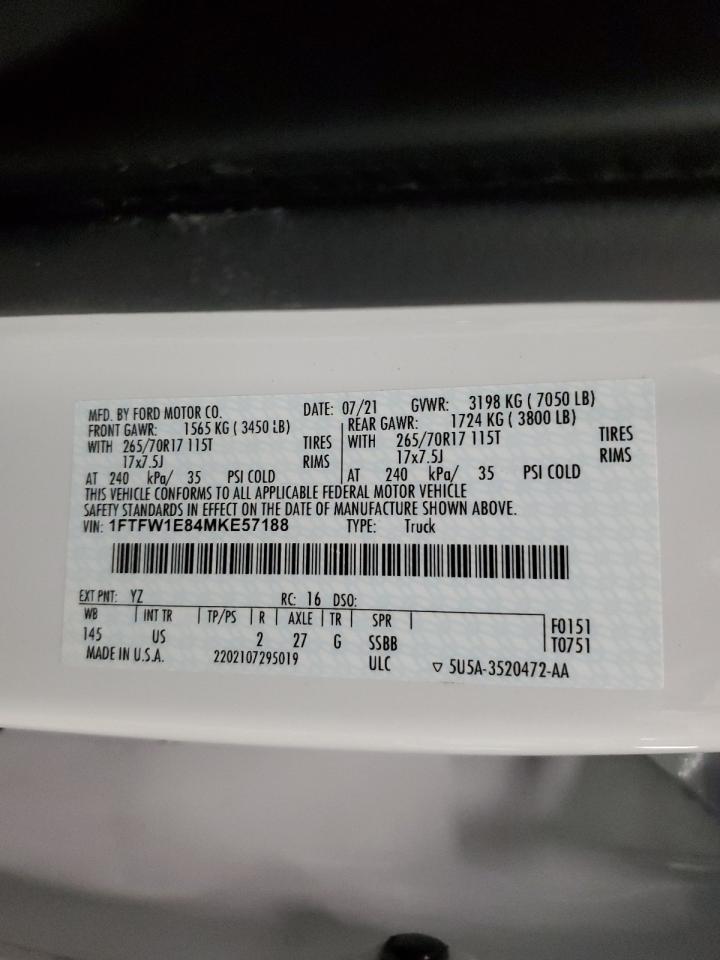 MFD. BY FORD MOTOR CO. DATE: 07/21 GVWR: 3198 KG ( 7050 LB)
FRONT GAWR: 1565 KG ( 3450 LB) REAR GAWR: 1724 KG ( 3800 LB)
WITH 265/70R17 115T TIRES WITH 265/70R17 115T TIRES
17x7.5J RIMS 17x7.5J RIMS
AT 240 kPa/ 35 PSI COLD AT 240 kPa/ 35 PSI COLD
THIS VEHICLE CONFORMS TO ALL APPLICABLE FEDERAL MOTOR VEHICLE
SAFETY STANDARDS IN EFFECT ON THE DATE OF MANUFACTURE SHOWN ABOVE.
VIN: 1FTFW1E84MKE57188 TYPE: Truck
EXT PNT: YZ RC: 16 DSO:
WB INT TR TP/PS R AXLE TR SPR F0151
145 US 2 27 G SSBB T0751
MADE IN U.S.A. 2202107295019 ULC ▽ 5U5A-3520472-AA